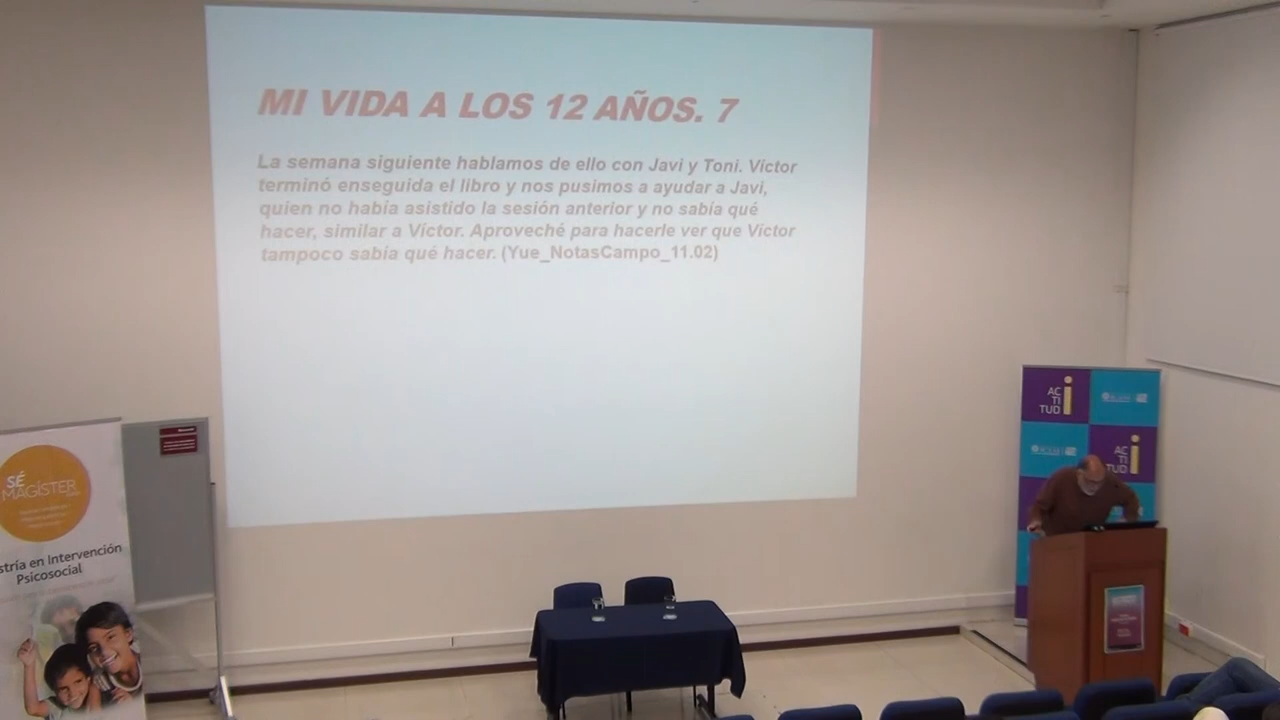 MI VIDA A LOS 12 AÑOS. 7
La semana siguiente hablamos de ello con Javi y Toni. Víctor
terminó enseguida el libro y nos pusimos a ayudar a Javi,
quien no había asistido la sesión anterior y no sabía qué
hacer, similar a Víctor. Aproveché para hacerle ver que Víctor
tampoco sabía qué hacer. (Yue_NotasCampo_11.02)
SÉ
MAGÍSTER
stría en Intervención
Psicosocial
AC
TI
TUD
i
AC
TI
TUD
i